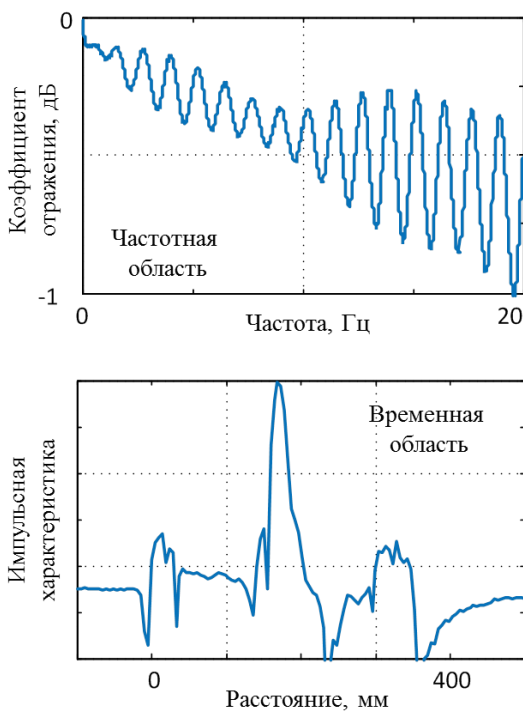 0
Коэффициент
отражения, дБ
Частотная
область
-1
0
Частота, Гц
20
Импульсная
характеристика
Временная
область
0
400
Расстояние, мм